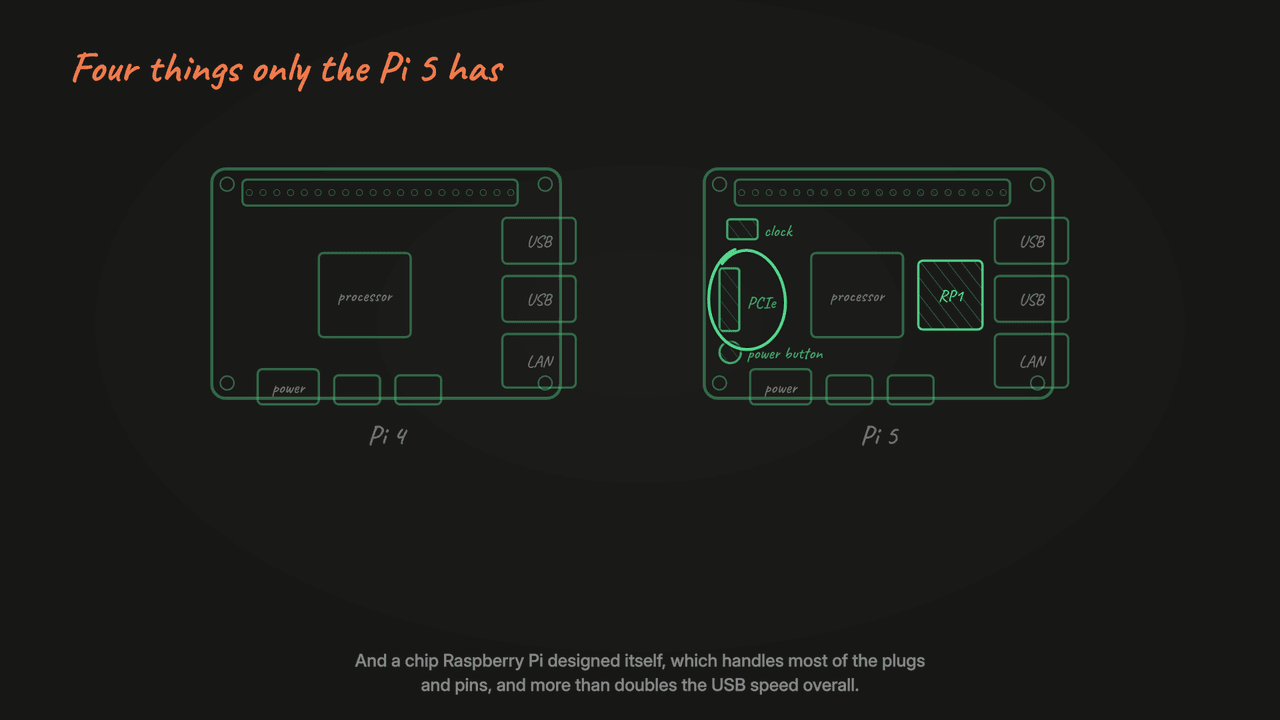 Four things only the Pi 5 has
USB
USB
LAN
processor
power
Pi 4
clock
PCIe
power button
processor
RP1
USB
USB
LAN
power
Pi 5
And a chip Raspberry Pi designed itself, which handles most of the plugs
and pins, and more than doubles the USB speed overall.